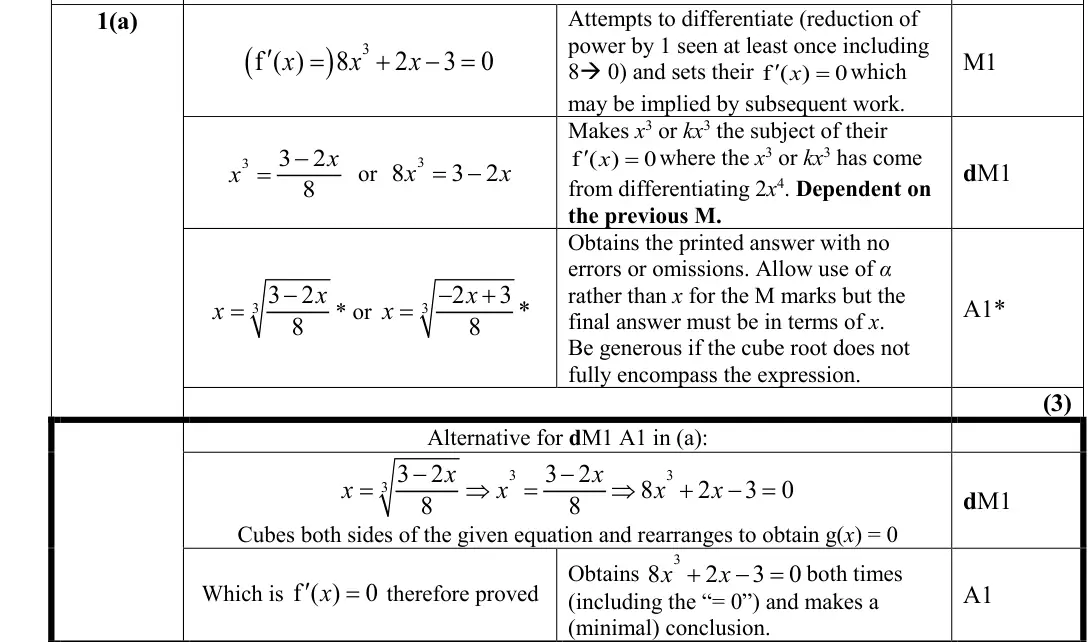 1(a)
(f′(x) =)8x³ + 2x − 3 = 0
Attempts to differentiate (reduction of
power by 1 seen at least once including
8→ 0) and sets their f′(x) = 0 which
may be implied by subsequent work.
M1
x³ = (3 − 2x)/8 or 8x³ = 3 − 2x
Makes x³ or kx³ the subject of their
f′(x) = 0 where the x³ or kx³ has come
from differentiating 2x⁴. Dependent on
the previous M.
dM1
x = ∛((3 − 2x)/8) * or x = ∛((−2x + 3)/8) *
Obtains the printed answer with no
errors or omissions. Allow use of α
rather than x for the M marks but the
final answer must be in terms of x.
Be generous if the cube root does not
fully encompass the expression.
A1*
(3)
Alternative for dM1 A1 in (a):
x = ∛((3 − 2x)/8) ⇒ x³ = (3 − 2x)/8 ⇒ 8x³ + 2x − 3 = 0
Cubes both sides of the given equation and rearranges to obtain g(x) = 0
dM1
Which is f′(x) = 0 therefore proved
Obtains 8x³ + 2x − 3 = 0 both times
(including the “= 0”) and makes a
(minimal) conclusion.
A1